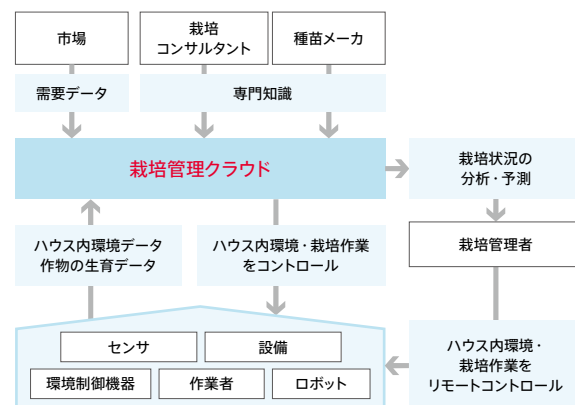 市場
栽培
コンサルタント
種苗メーカ
需要データ
専門知識
栽培管理クラウド
栽培状況の
分析・予測
ハウス内環境データ
作物の生育データ
ハウス内環境・栽培作業
をコントロール
栽培管理者
センサ
設備
環境制御機器
作業者
ロボット
ハウス内環境・
栽培作業を
リモートコントロール